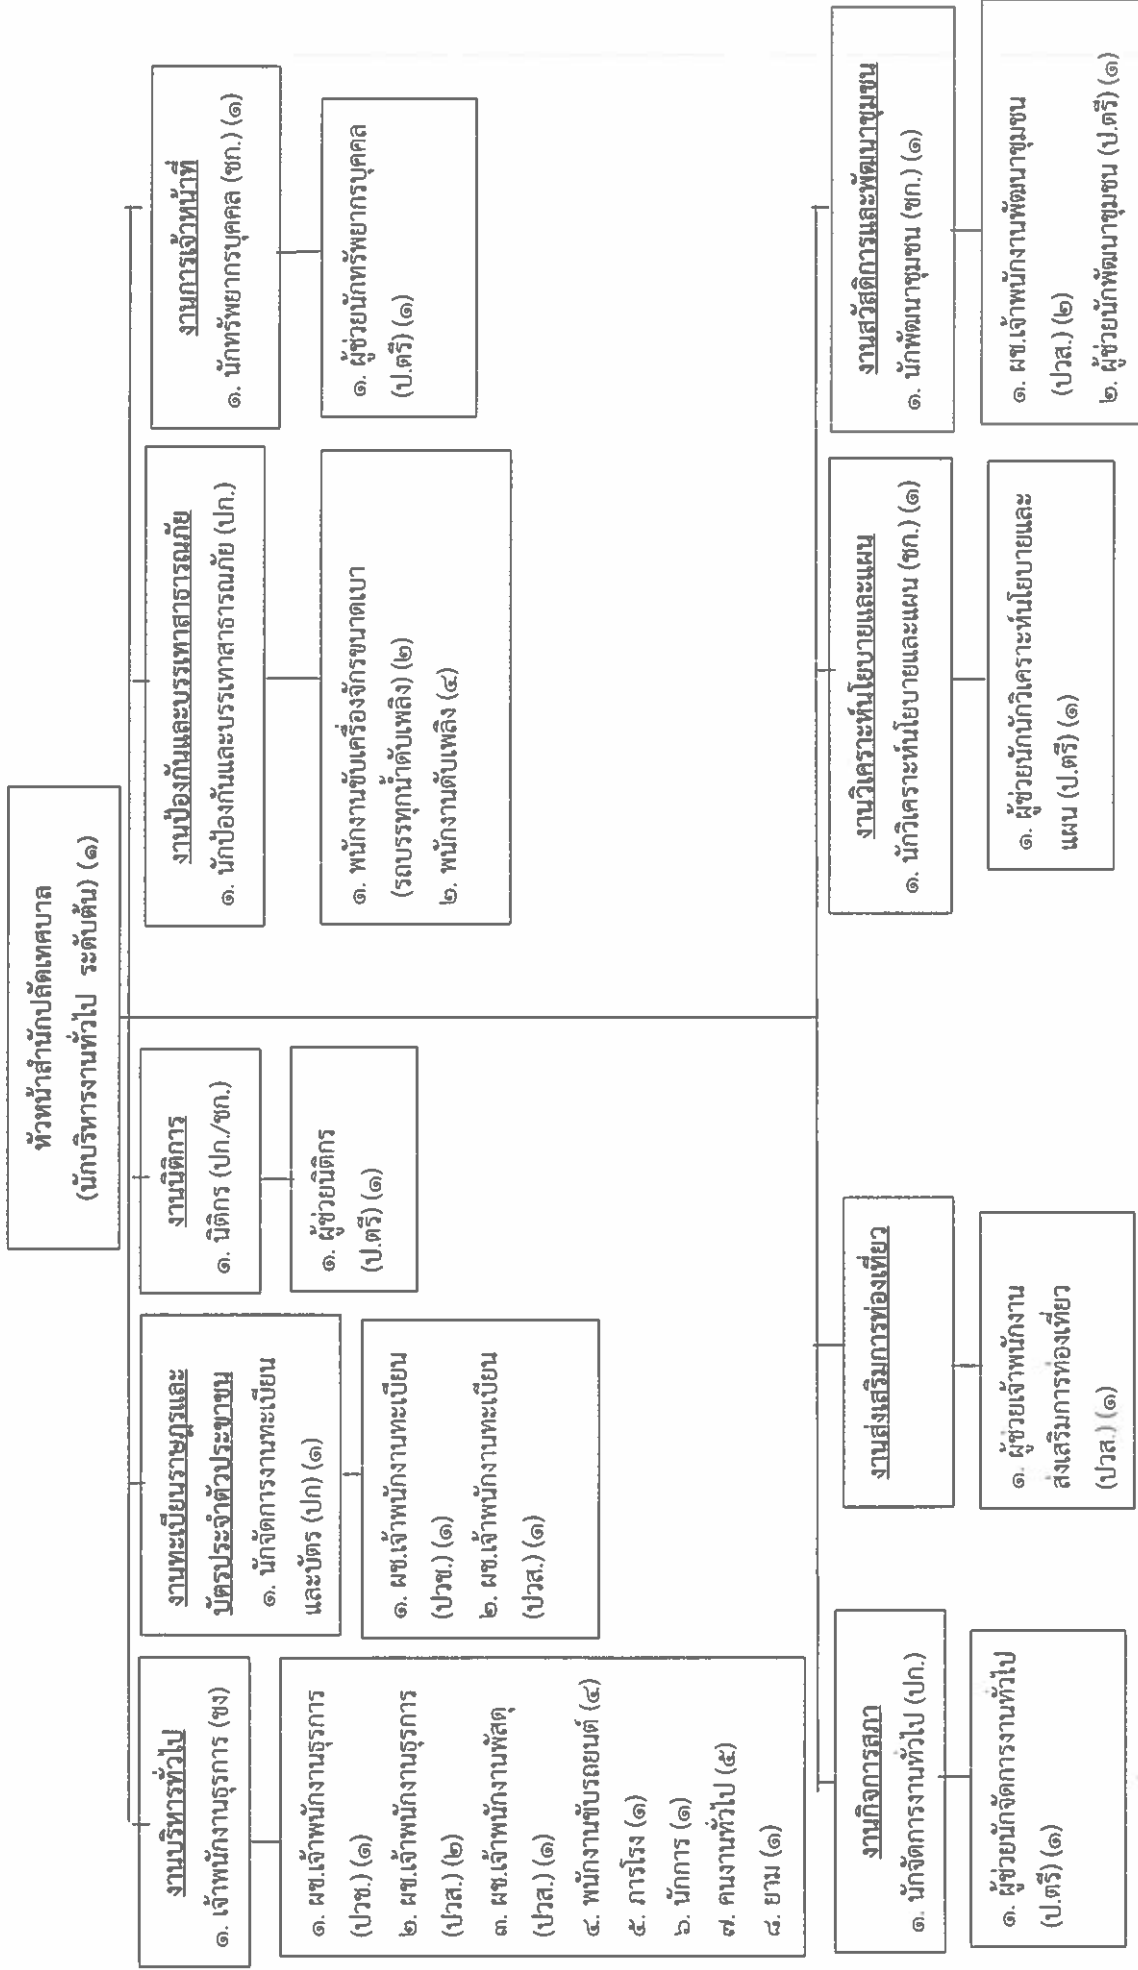 หัวหน้าสำนักปลัดเทศบาล
(นักบริหารงานทั่วไป ระดับต้น) (๑)
งานบริหารทั่วไป
๑. เจ้าพนักงานธุรการ (ชง)
๑. ผช.เจ้าพนักงานธุรการ
(ปวช.) (๑)
๒. ผช.เจ้าพนักงานธุรการ
(ปวส.) (๒)
๓. ผช.เจ้าพนักงานพัสดุ
(ปวส.) (๑)
๔. พนักงานขับรถยนต์ (๔)
๕. ภารโรง (๑)
๖. นักการ (๑)
๗. คนงานทั่วไป (๕)
๘. ยาม (๑)
งานทะเบียนราษฎรและ
บัตรประจำตัวประชาชน
๑. นักจัดการงานทะเบียน
และบัตร (ปก) (๑)
๑. ผช.เจ้าพนักงานทะเบียน
(ปวช.) (๑)
๒. ผช.เจ้าพนักงานทะเบียน
(ปวส.) (๑)
งานนิติการ
๑. นิติกร (ปก./ชก.)
๑. ผู้ช่วยนิติกร
(ป.ตรี) (๑)
งานป้องกันและบรรเทาสาธารณภัย
๑. นักป้องกันและบรรเทาสาธารณภัย (ปก.)
๑. พนักงานขับเครื่องจักรขนาดเบา
(รถบรรทุกน้ำดับเพลิง) (๒)
๒. พนักงานดับเพลิง (๔)
งานการเจ้าหน้าที่
๑. นักทรัพยากรบุคคล (ชก.) (๑)
๑. ผู้ช่วยนักทรัพยากรบุคคล
(ป.ตรี) (๑)
งานกิจการสภา
๑. นักจัดการงานทั่วไป (ปก.)
๑. ผู้ช่วยนักจัดการงานทั่วไป
(ป.ตรี) (๑)
งานส่งเสริมการท่องเที่ยว
๑. ผู้ช่วยเจ้าพนักงาน
ส่งเสริมการท่องเที่ยว
(ปวส.) (๑)
งานวิเคราะห์นโยบายและแผน
๑. นักวิเคราะห์นโยบายและแผน (ชก.) (๑)
๑. ผู้ช่วยนักวิเคราะห์นโยบายและ
แผน (ป.ตรี) (๑)
งานสวัสดิการและพัฒนาชุมชน
๑. นักพัฒนาชุมชน (ชก.) (๑)
๑. ผช.เจ้าพนักงานพัฒนาชุมชน
(ปวส.) (๒)
๒. ผู้ช่วยนักพัฒนาชุมชน (ป.ตรี) (๑)